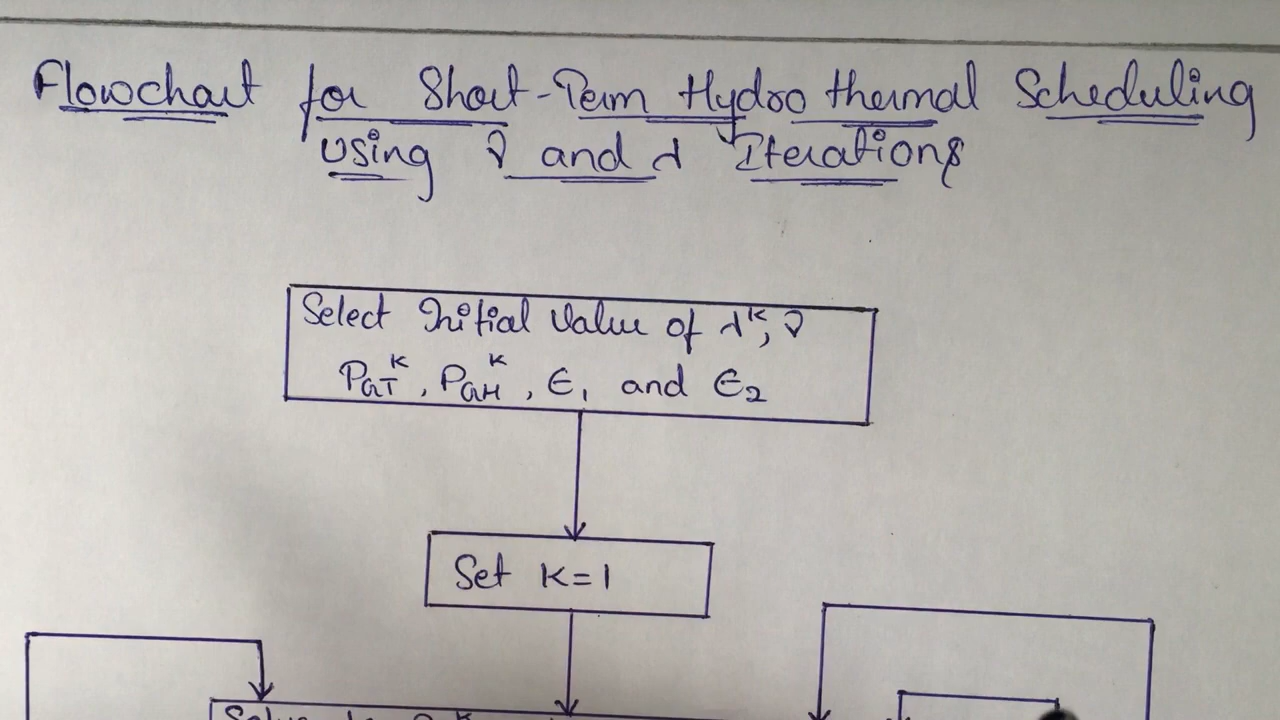 Flowchart for Short-Term Hydro thermal Scheduling
using γ and λ Iterations
Select Initial Value of λᴷ, γ
PGTᴷ, PGHᴷ, ϵ₁ and ϵ₂
Set K=1